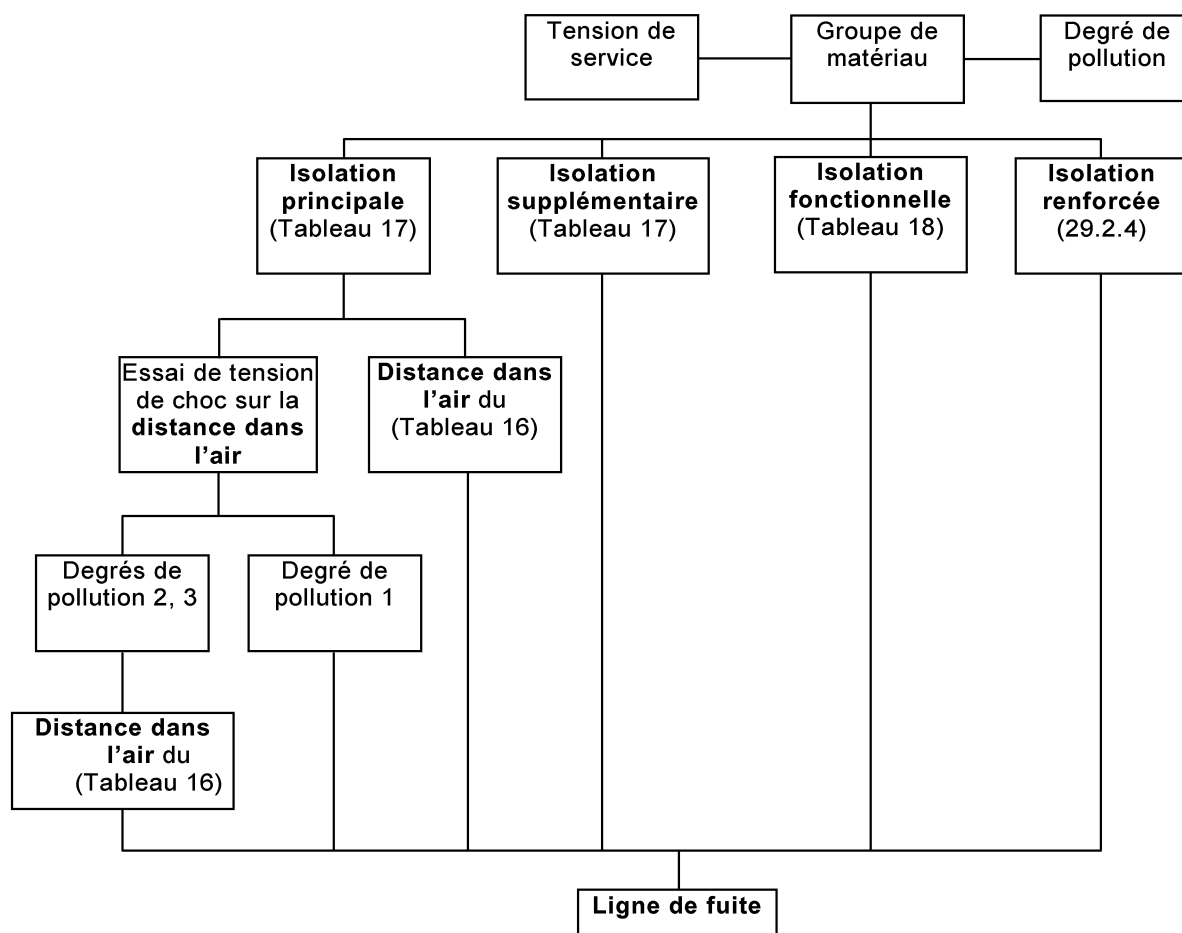 Tension de
service
Groupe de
matériau
Degré de
pollution
Isolation
principale
(Tableau 17)
Isolation
supplémentaire
(Tableau 17)
Isolation
fonctionnelle
(Tableau 18)
Isolation
renforcée
(29.2.4)
Essai de tension
de choc sur la
distance dans
l’air
Distance dans
l’air du
(Tableau 16)
Degrés de
pollution 2, 3
Degré de
pollution 1
Distance dans
l’air du
(Tableau 16)
Ligne de fuite